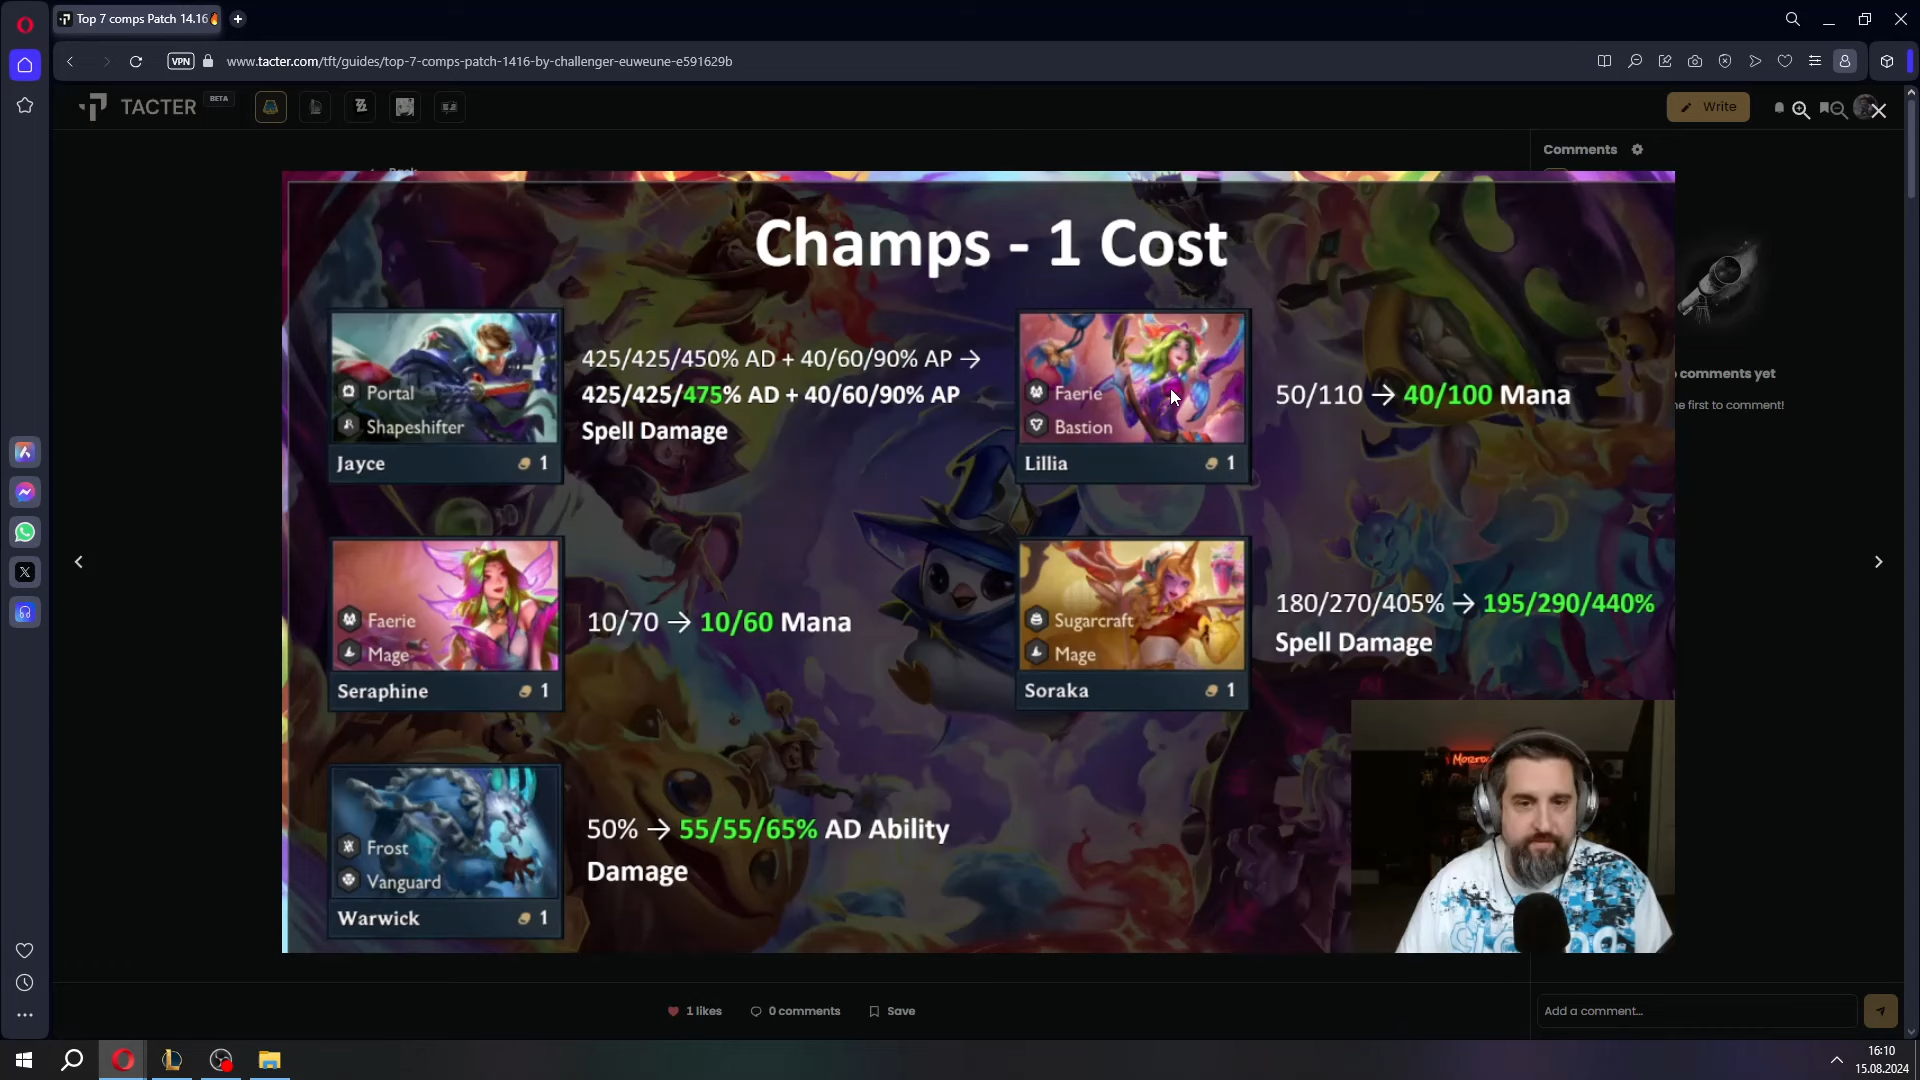 Top 7 comps Patch 14.16
VPN
www.tacter.com/tft/guides/top-7-comps-patch-1416-by-challenger-euweune-e591629b
TACTER
BETA
Write
Comments
Back
Champs - 1 Cost
Portal
Shapeshifter
Jayce 1
425/425/450% AD + 40/60/90% AP →
425/425/475% AD + 40/60/90% AP
Spell Damage
Faerie
Bastion
Lillia 1
50/110 → 40/100 Mana
comments yet
first to comment!
Faerie
Mage
Seraphine 1
10/70 → 10/60 Mana
Sugarcraft
Mage
Soraka 1
180/270/405% → 195/290/440%
Spell Damage
Frost
Vanguard
Warwick 1
50% → 55/55/65% AD Ability
Damage
1 likes
0 comments
Save
Add a comment...
16:10
15.08.2024